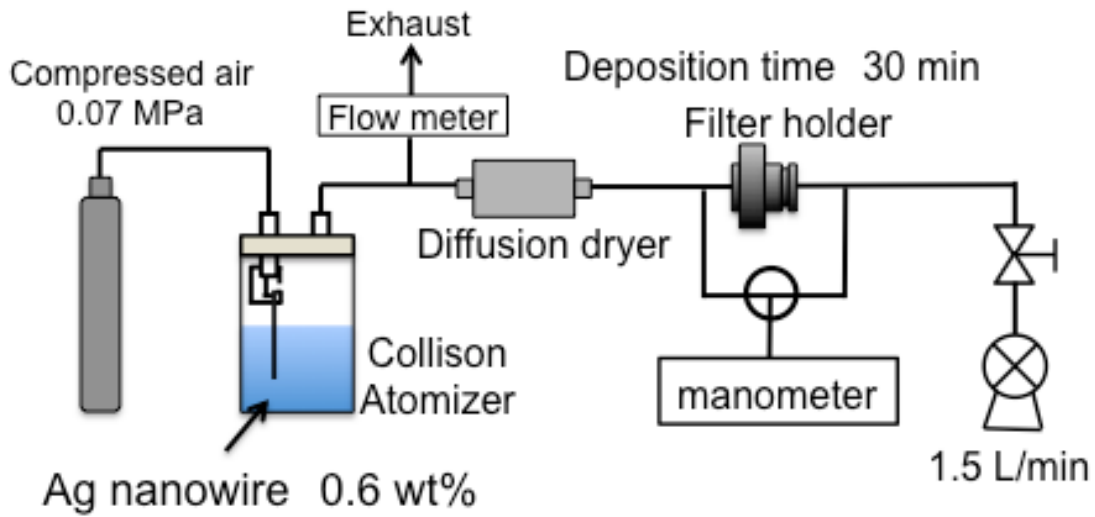 Exhaust
Compressed air
0.07 MPa
Flow meter
Deposition time 30 min
Filter holder
Diffusion dryer
Collison
Atomizer
manometer
1.5 L/min
Ag nanowire 0.6 wt%